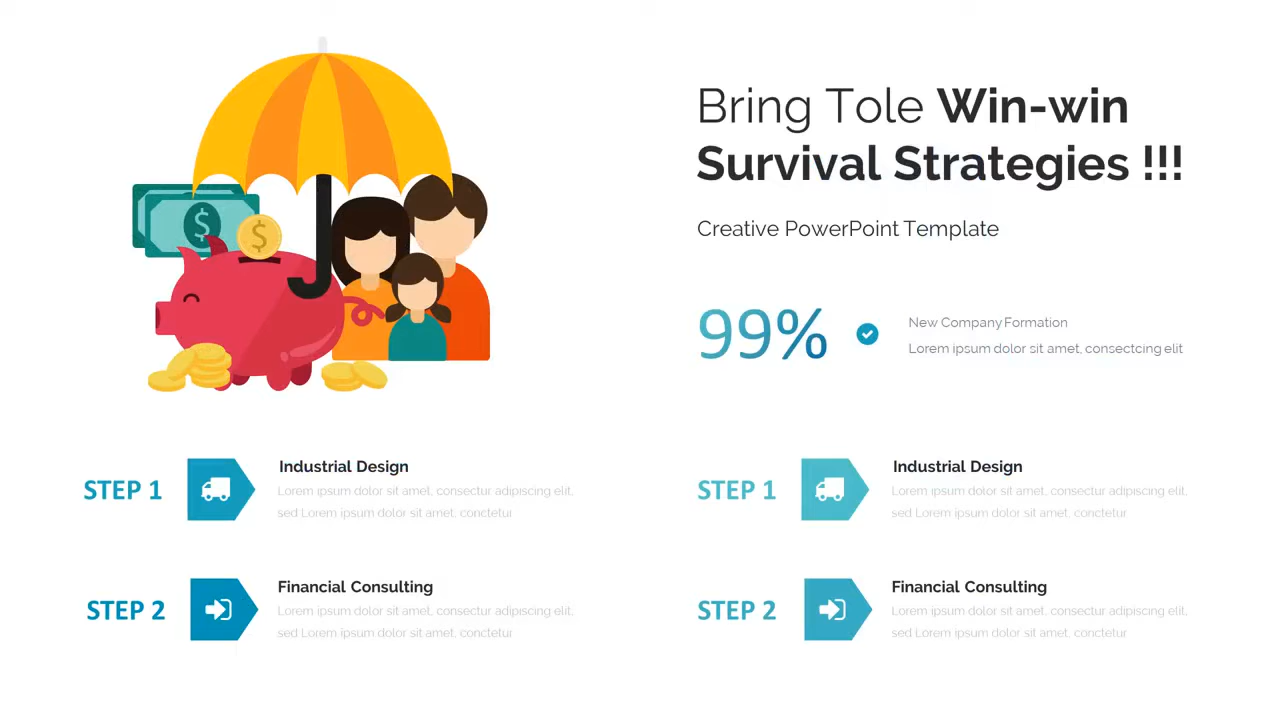 Bring Tole Win-win
Survival Strategies !!!
Creative PowerPoint Template
$
$
99%
New Company Formation
Lorem ipsum dolor sit amet, consectcing elit
STEP 1
Industrial Design
Lorem ipsum dolor sit amet, consectur adipiscing elit,
sed Lorem ipsum dolor sit amet, conctetur
STEP 2
Financial Consulting
Lorem ipsum dolor sit amet, consectur adipiscing elit,
sed Lorem ipsum dolor sit amet, conctetur
STEP 1
Industrial Design
Lorem ipsum dolor sit amet, consectur adipiscing elit,
sed Lorem ipsum dolor sit amet, conctetur
STEP 2
Financial Consulting
Lorem ipsum dolor sit amet, consectur adipiscing elit,
sed Lorem ipsum dolor sit amet, conctetur